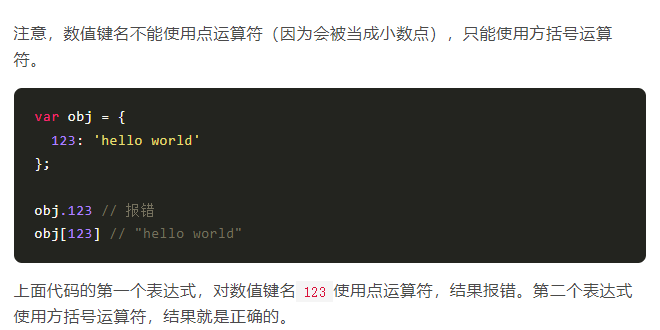 注意，数值键名不能使用点运算符（因为会被当成小数点），只能使用方括号运算
符。
var obj = {
  123: 'hello world'
};
obj.123 // 报错
obj[123] // "hello world"
上面代码的第一个表达式，对数值键名 123 使用点运算符，结果报错。第二个表达式
使用方括号运算符，结果就是正确的。